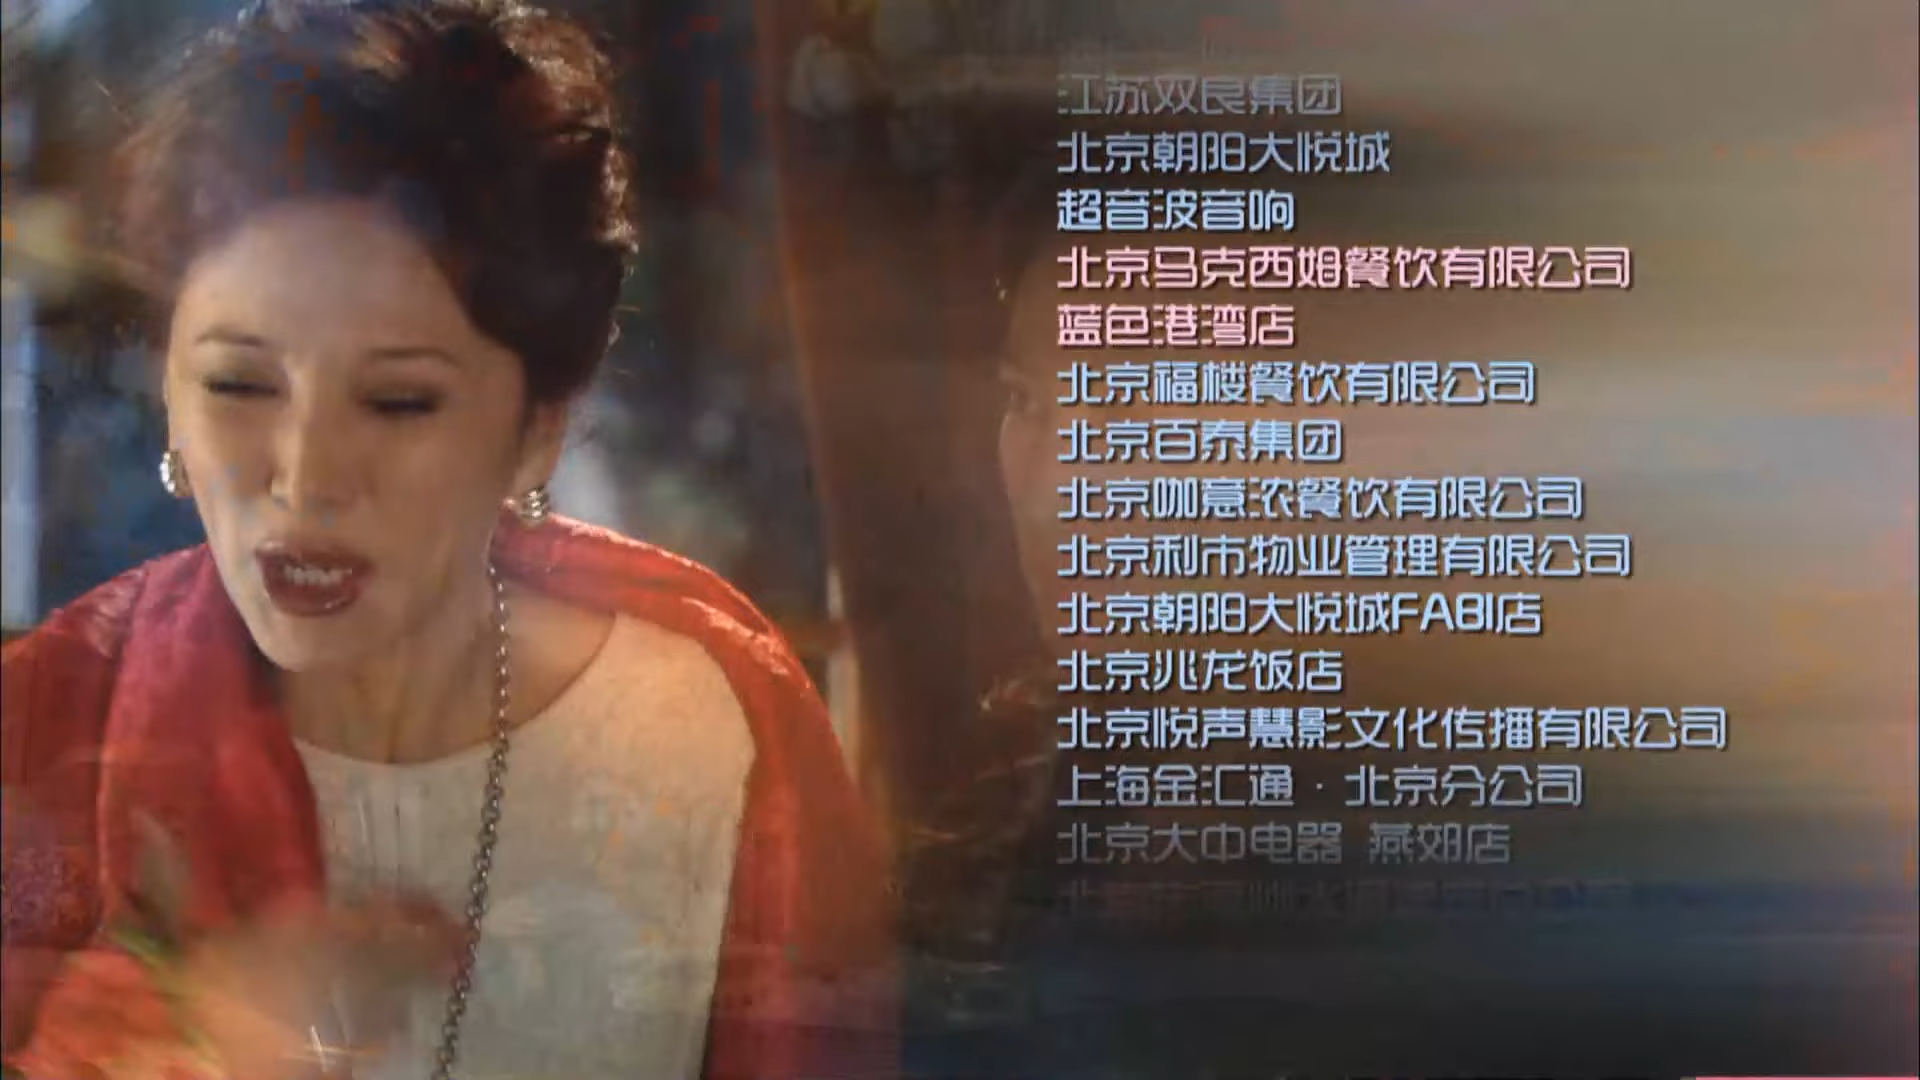 江苏双良集团
北京朝阳大悦城
超音波音响
北京马克西姆餐饮有限公司
蓝色港湾店
北京福楼餐饮有限公司
北京百泰集团
北京咖意浓餐饮有限公司
北京利市物业管理有限公司
北京朝阳大悦城FABI店
北京兆龙饭店
北京悦声慧影文化传播有限公司
上海金汇通·北京分公司
北京大中电器 燕郊店